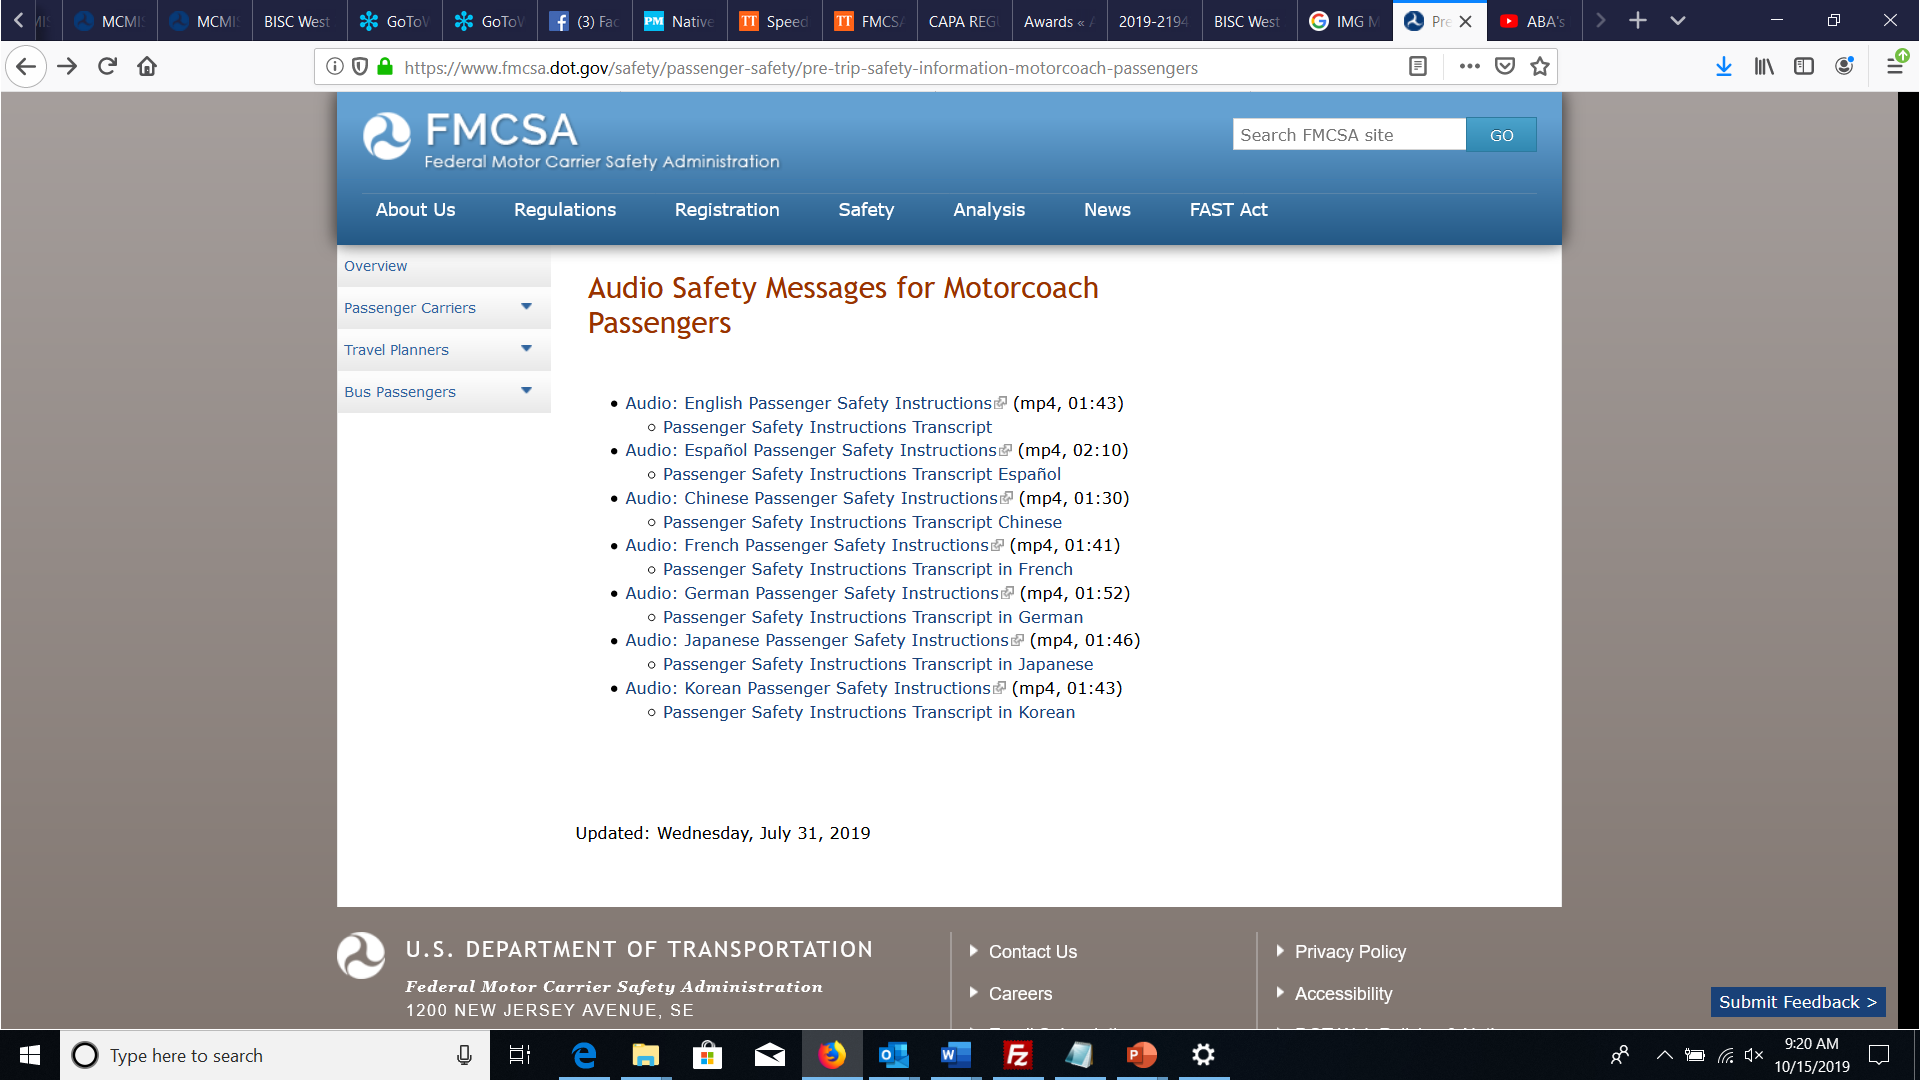 MCMIS
MCMIS
BISC West
GoToW
GoToW
(3) Fac
PM Native
TT Speed
TT FMCSA
CAPA REGU
Awards « A
2019-2194
BISC West
IMG M
Pre
ABA's
https://www.fmcsa.dot.gov/safety/passenger-safety/pre-trip-safety-information-motorcoach-passengers
FMCSA
Federal Motor Carrier Safety Administration
Search FMCSA site
GO
About Us Regulations Registration Safety Analysis News FAST Act
Overview
Passenger Carriers
Travel Planners
Bus Passengers
Audio Safety Messages for Motorcoach
Passengers
• Audio: English Passenger Safety Instructions (mp4, 01:43)
◦ Passenger Safety Instructions Transcript
• Audio: Español Passenger Safety Instructions (mp4, 02:10)
◦ Passenger Safety Instructions Transcript Español
• Audio: Chinese Passenger Safety Instructions (mp4, 01:30)
◦ Passenger Safety Instructions Transcript Chinese
• Audio: French Passenger Safety Instructions (mp4, 01:41)
◦ Passenger Safety Instructions Transcript in French
• Audio: German Passenger Safety Instructions (mp4, 01:52)
◦ Passenger Safety Instructions Transcript in German
• Audio: Japanese Passenger Safety Instructions (mp4, 01:46)
◦ Passenger Safety Instructions Transcript in Japanese
• Audio: Korean Passenger Safety Instructions (mp4, 01:43)
◦ Passenger Safety Instructions Transcript in Korean
Updated: Wednesday, July 31, 2019
U.S. DEPARTMENT OF TRANSPORTATION
Federal Motor Carrier Safety Administration
1200 NEW JERSEY AVENUE, SE
Contact Us
Careers
Privacy Policy
Accessibility
Submit Feedback >
Type here to search
9:20 AM
10/15/2019